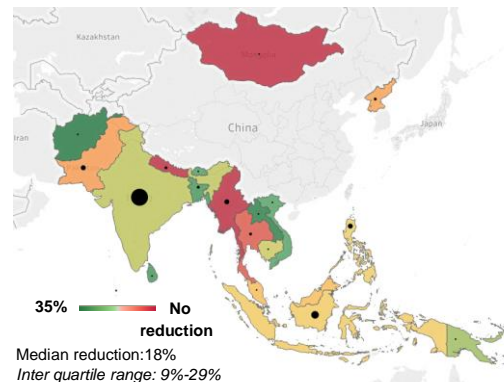 Kazakhstan
Mongolia
Iran
China
Japan
35%
No
reduction
Median reduction:18%
Inter quartile range: 9%-29%